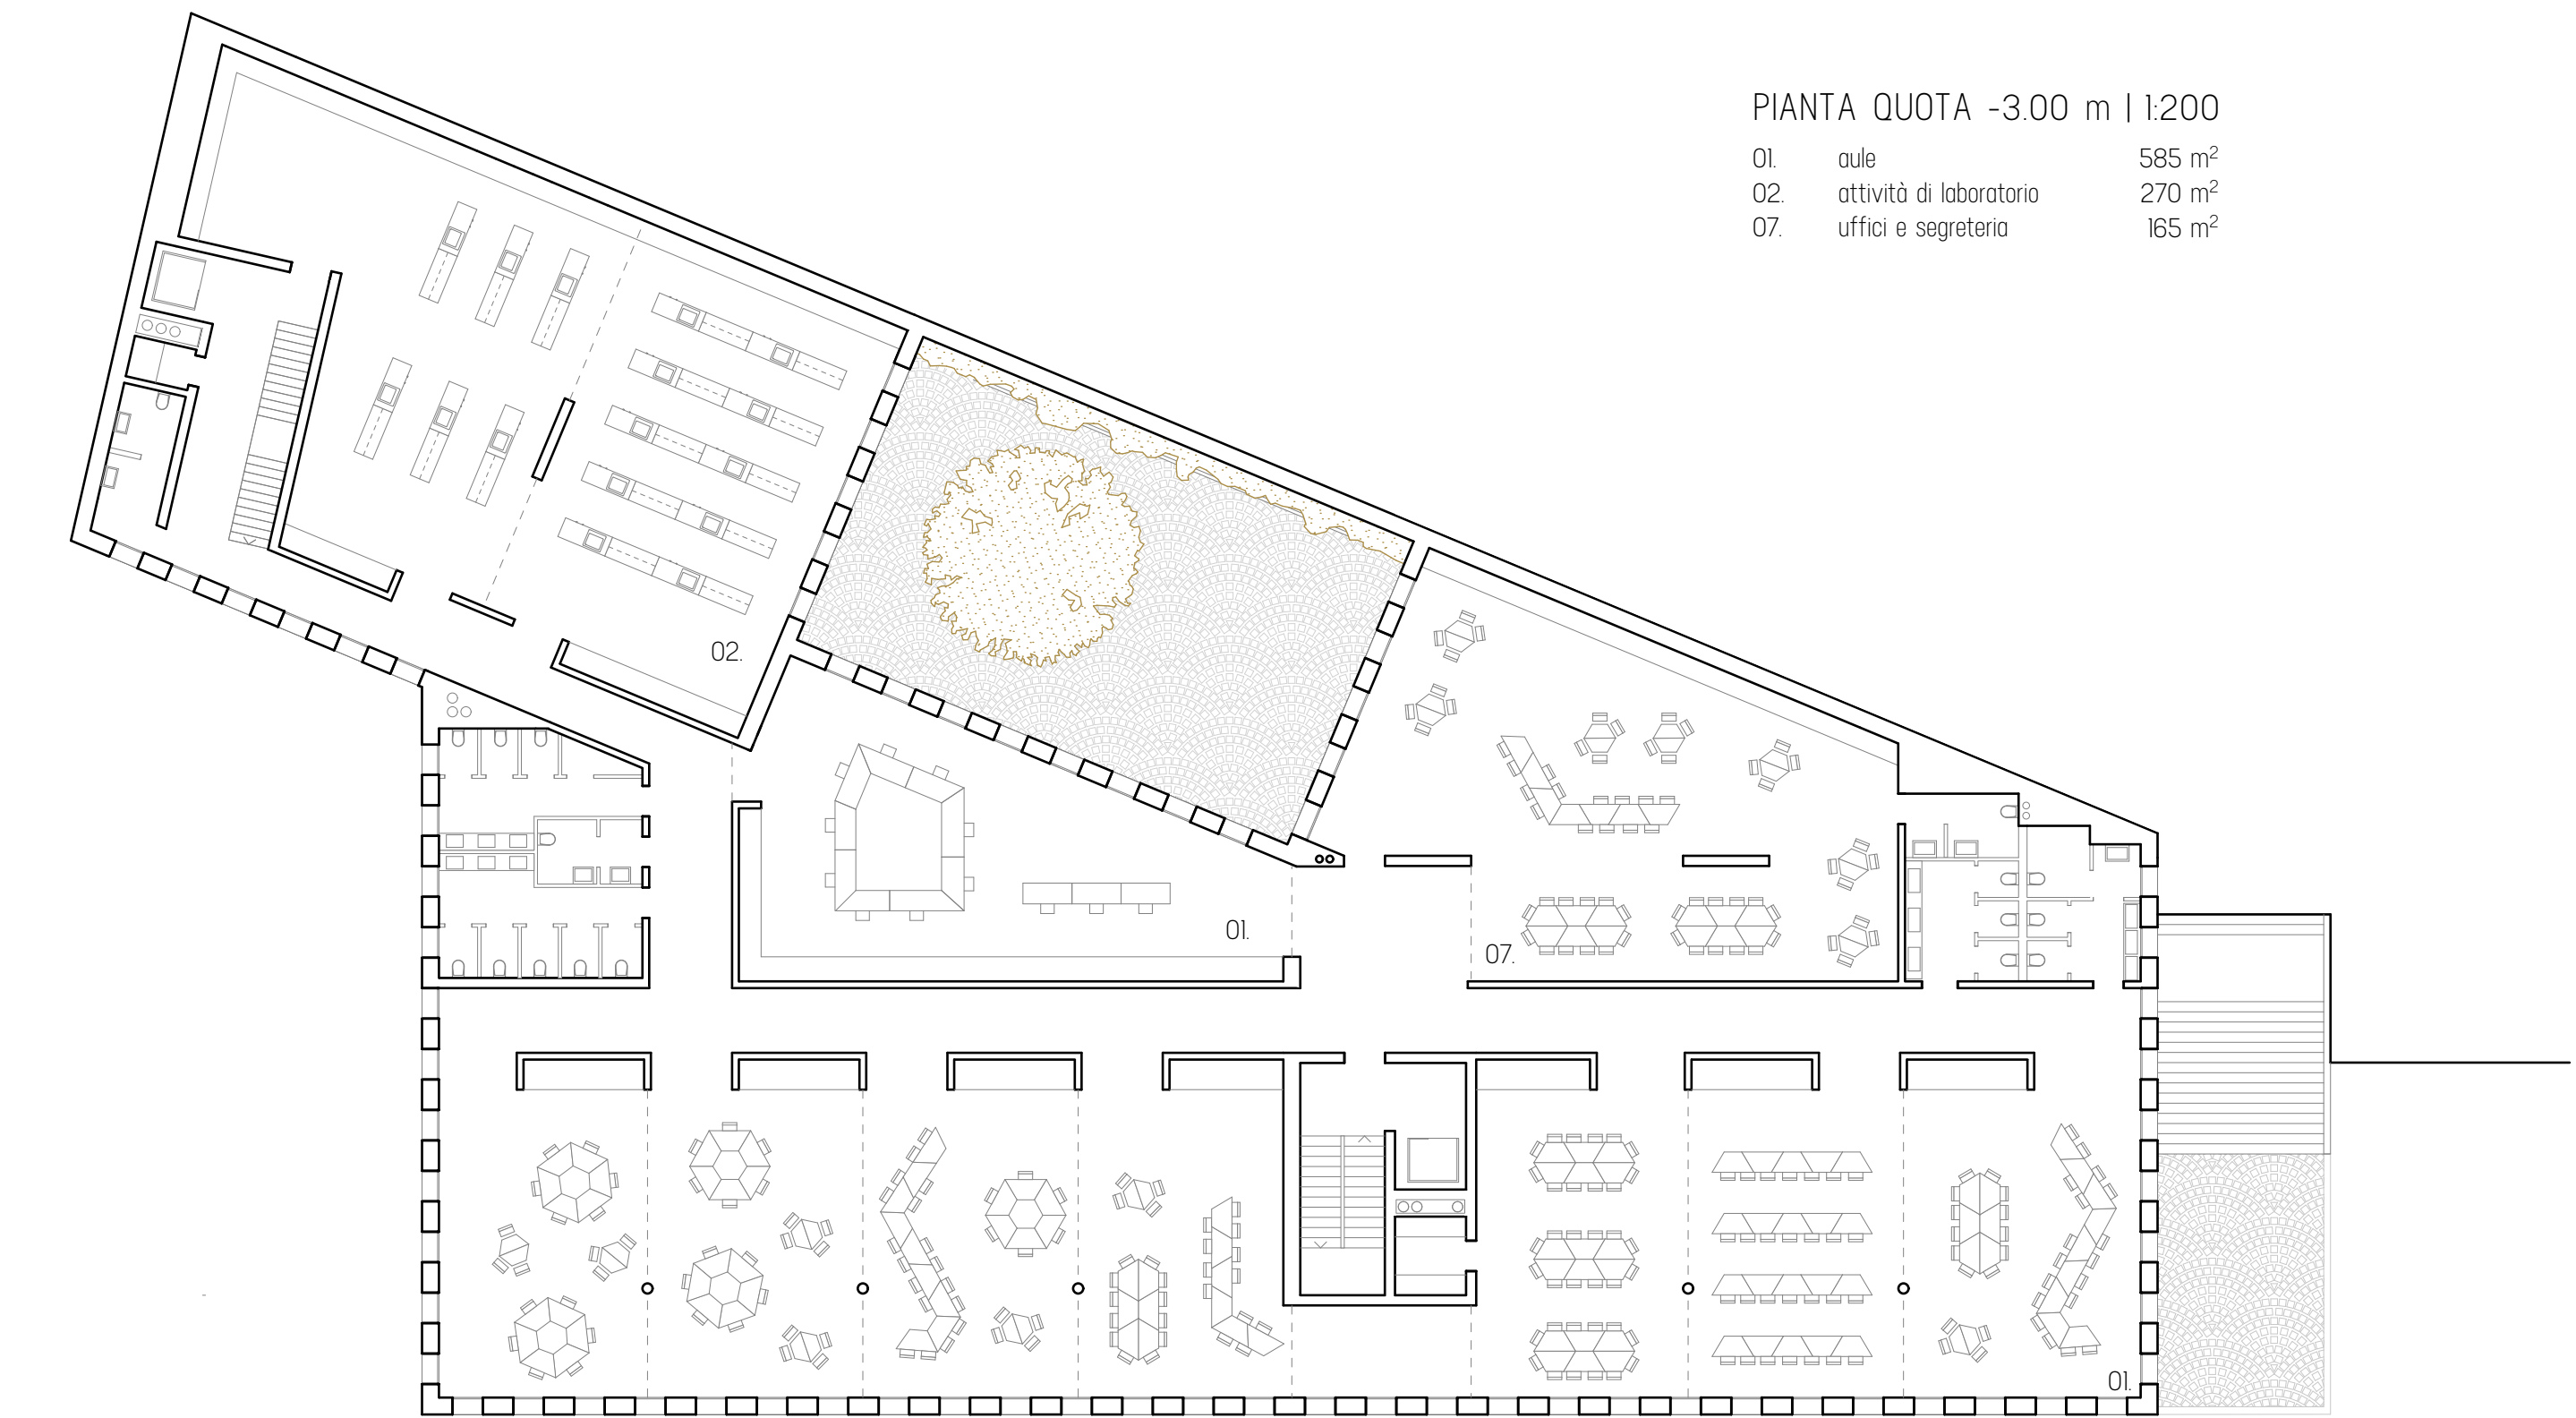 PIANTA QUOTA -3.00 m | 1:200
01. aule 585 m²
02. attività di laboratorio 270 m²
07. uffici e segreteria 165 m²
02.
01.
07.
01.